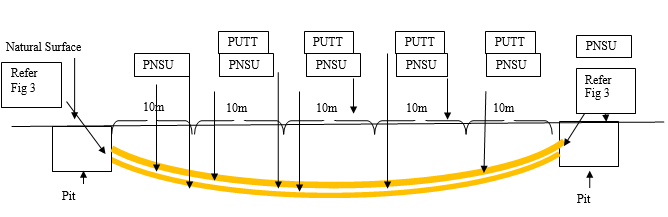 PUTT PUTT PUTT PUTT
Natural Surface PNSU PNSU PNSU PNSU PNSU PNSU
Refer
Fig 3
Refer
Fig 3
10m 10m 10m 10m 10m
Pit Pit